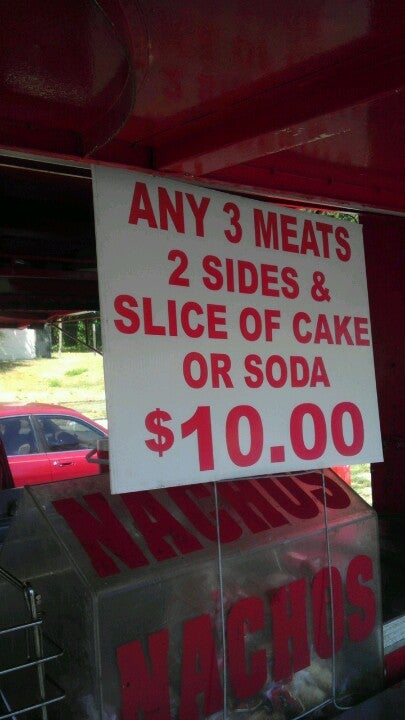 ANY 3 MEATS
2 SIDES &
SLICE OF CAKE
OR SODA
$10.00
NACHOS
NACHOS